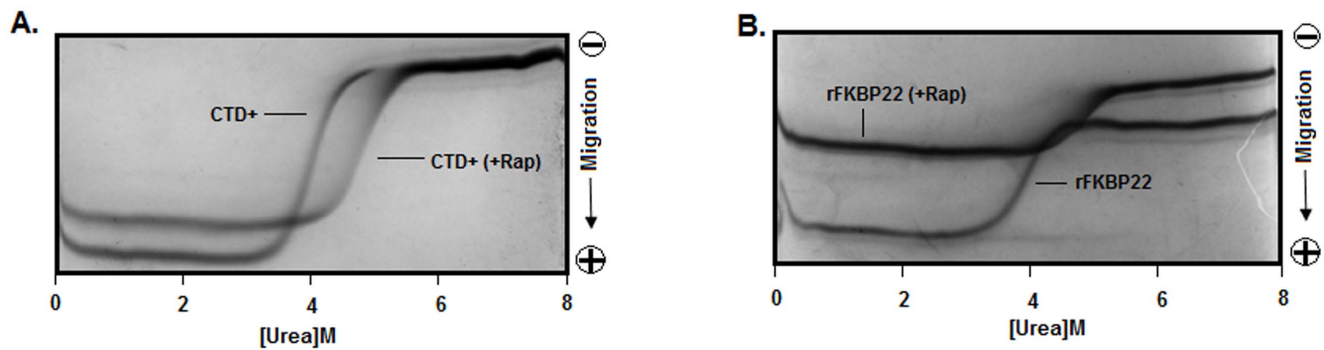 A.
CTD+
CTD+ (+Rap)
−
Migration
+
0 2 4 6 8
[Urea]M
B.
rFKBP22 (+Rap)
rFKBP22
−
Migration
+
0 2 4 6 8
[Urea]M